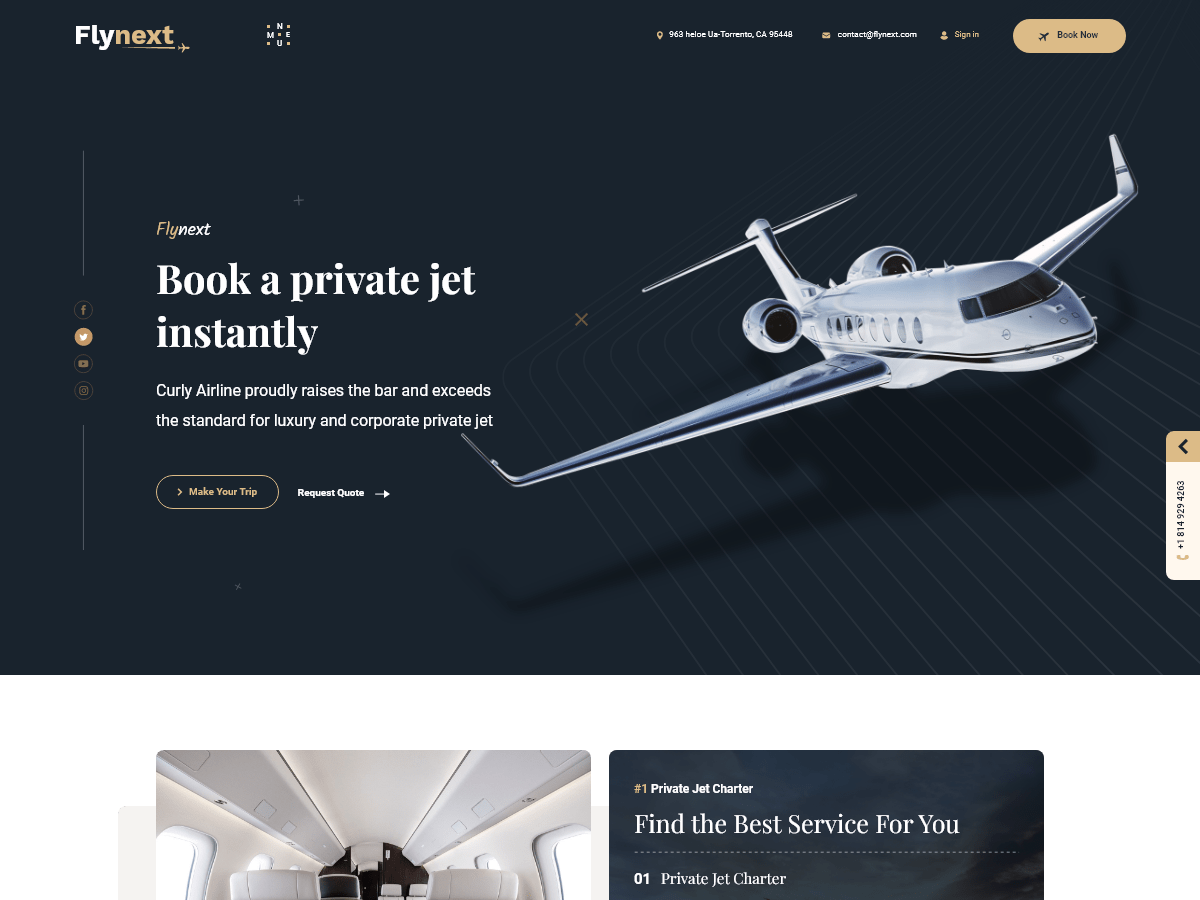 Flynext
MENU
963 heloe Ua-Torrento, CA 95448
contact@flynext.com
Sign in
Book Now
Flynext
Book a private jet
instantly
Curly Airline proudly raises the bar and exceeds
the standard for luxury and corporate private jet
Make Your Trip
Request Quote
+1 814 929 4263
#1 Private Jet Charter
Find the Best Service For You
01 Private Jet Charter